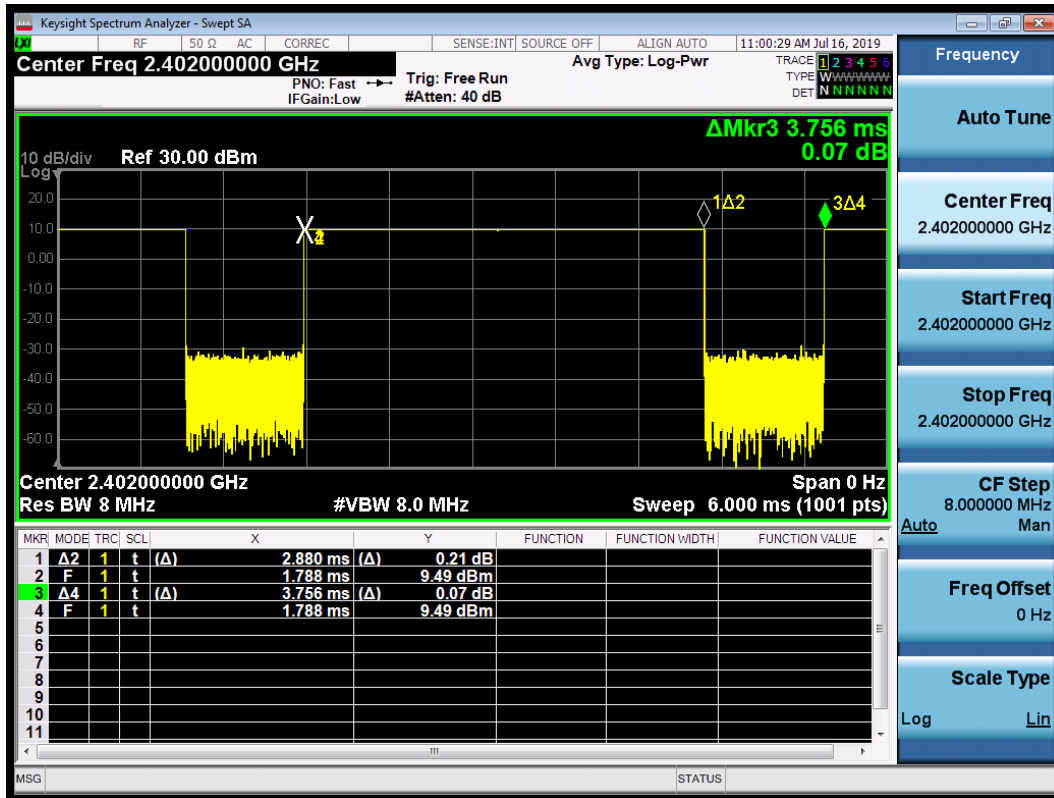 Keysight Spectrum Analyzer - Swept SA
LXI RF 50 Ω AC CORREC SENSE:INT SOURCE OFF ALIGN AUTO 11:00:29 AM Jul 16, 2019
Center Freq 2.402000000 GHz
PNO: Fast
IFGain:Low
Trig: Free Run
#Atten: 40 dB
Avg Type: Log-Pwr
TRACE 1 2 3 4 5 6
TYPE WWWWWW
DET N N N N N N
ΔMkr3 3.756 ms
0.07 dB
10 dB/div Ref 30.00 dBm
Log
20.0
10.0
0.00
-10.0
-20.0
-30.0
-40.0
-50.0
-60.0
1Δ2
3Δ4
Center 2.402000000 GHz Span 0 Hz
Res BW 8 MHz #VBW 8.0 MHz Sweep 6.000 ms (1001 pts)
MKR MODE TRC SCL X Y FUNCTION FUNCTION WIDTH FUNCTION VALUE
1 Δ2 1 t (Δ) 2.880 ms (Δ) 0.21 dB
2 F 1 t 1.788 ms 9.49 dBm
3 Δ4 1 t (Δ) 3.756 ms (Δ) 0.07 dB
4 F 1 t 1.788 ms 9.49 dBm
5
6
7
8
9
10
11
MSG STATUS
Frequency
Auto Tune
Center Freq
2.402000000 GHz
Start Freq
2.402000000 GHz
Stop Freq
2.402000000 GHz
CF Step
8.000000 MHz
Auto Man
Freq Offset
0 Hz
Scale Type
Log Lin